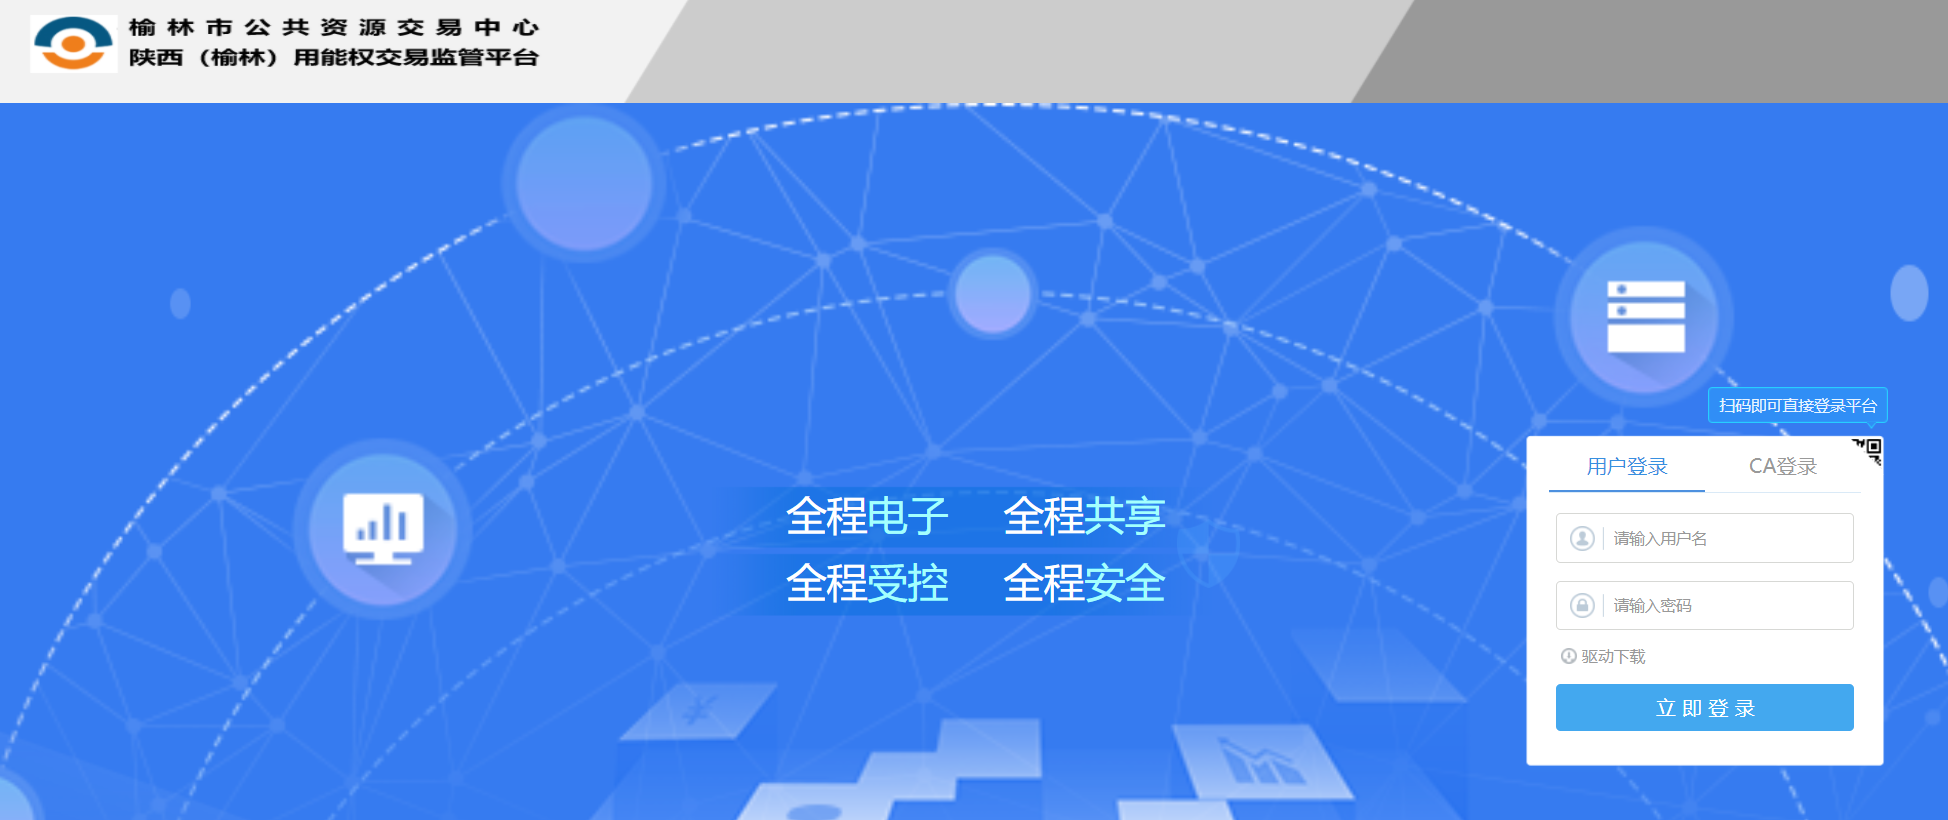 榆林市公共资源交易中心
陕西（榆林）用能权交易监管平台
扫码即可直接登录平台
用户登录 CA登录
全程电子 全程共享
请输入用户名
全程受控 全程安全
请输入密码
驱动下载
立即登录